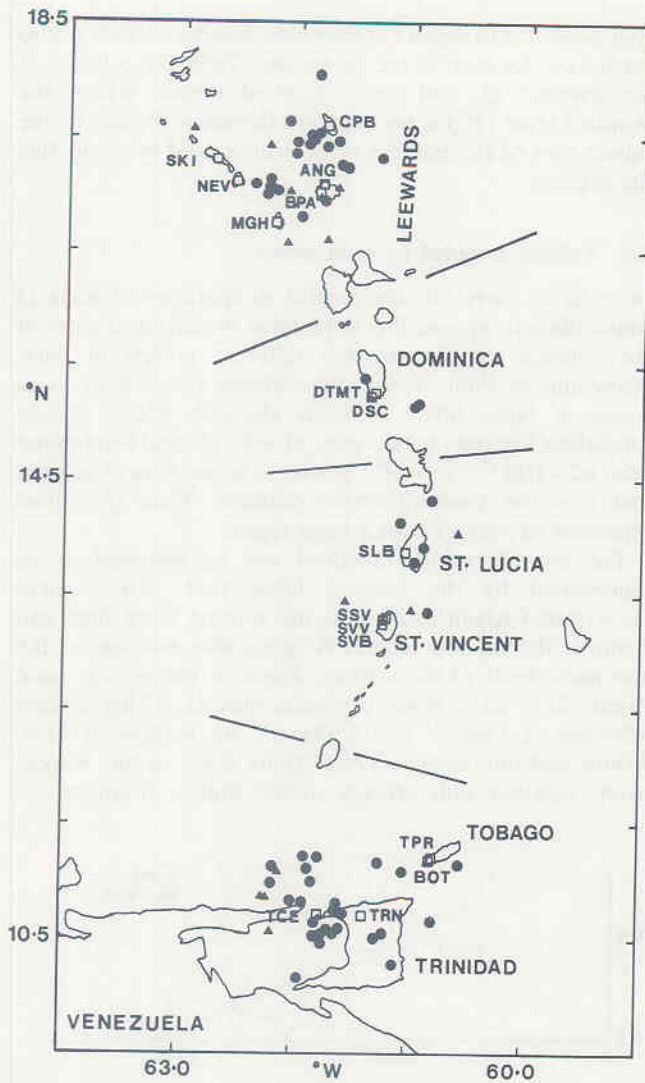 18·5
CPB
SKI
ANG
NEV
BPA
MGH
LEEWARDS
DOMINICA
°N
DTMT
DSC
14·5
SLB
ST. LUCIA
SSV
SVV
SVB
ST. VINCENT
TOBAGO
TPR
BOT
TCE
TRN
10·5
TRINIDAD
VENEZUELA
63·0
°W
60·0